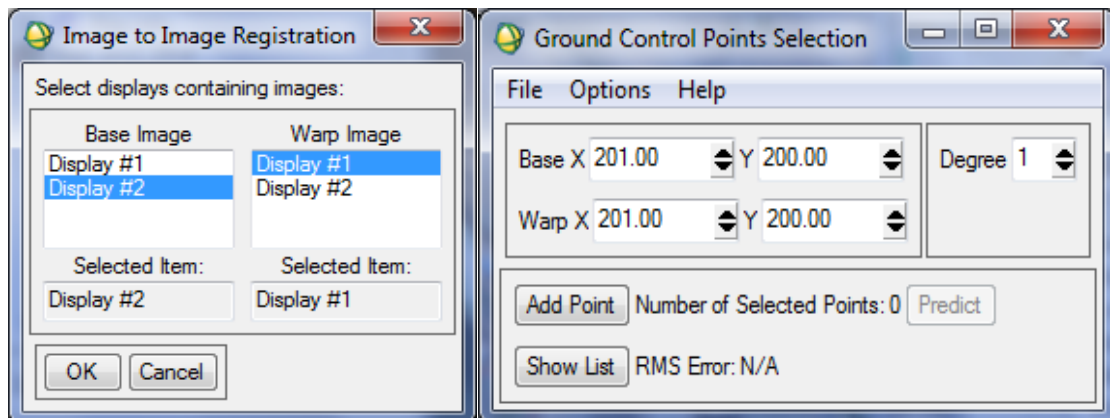 Image to Image Registration
Select displays containing images:
Base Image Warp Image
Display #1 Display #1
Display #2 Display #2
Selected Item: Selected Item:
Display #2 Display #1
OK Cancel
Ground Control Points Selection
File Options Help
Base X 201.00 Y 200.00 Degree 1
Warp X 201.00 Y 200.00
Add Point Number of Selected Points: 0 Predict
Show List RMS Error: N/A